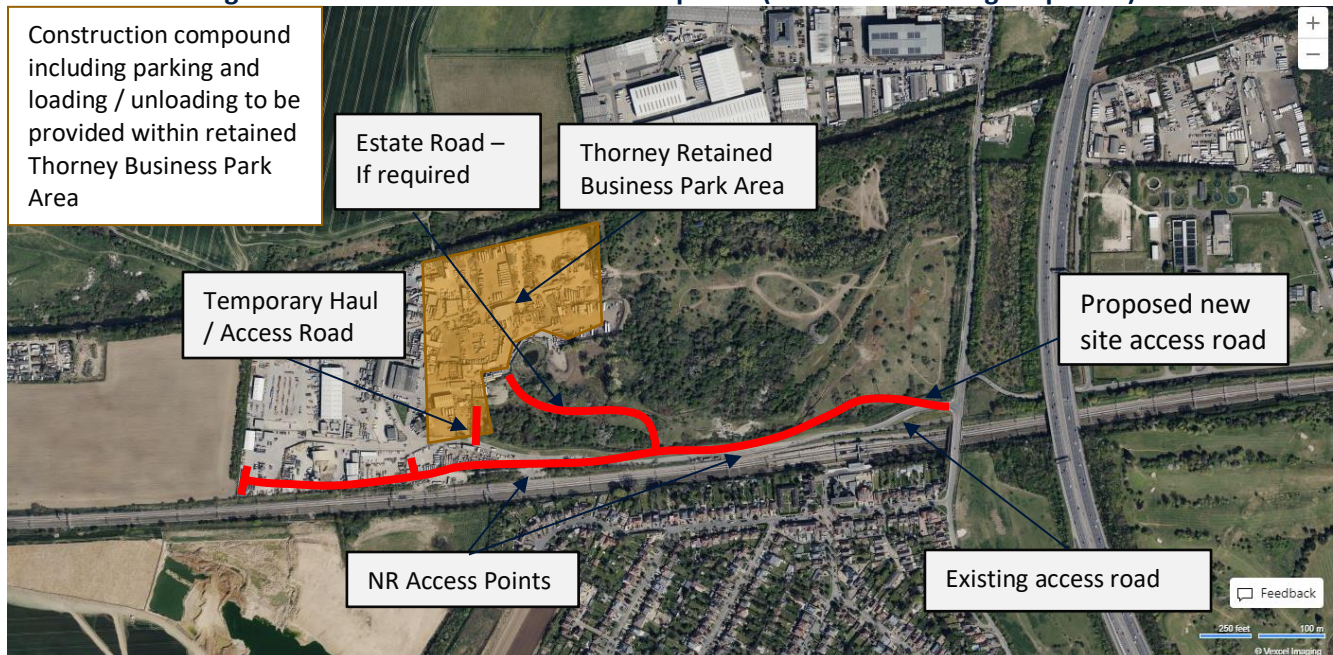 Construction compound
including parking and
loading / unloading to be
provided within retained
Thorney Business Park
Area
Estate Road –
If required
Thorney Retained
Business Park Area
Temporary Haul
/ Access Road
Proposed new
site access road
NR Access Points
Existing access road
+
−
Feedback
250 feet
100 m
© Vexcel Imaging